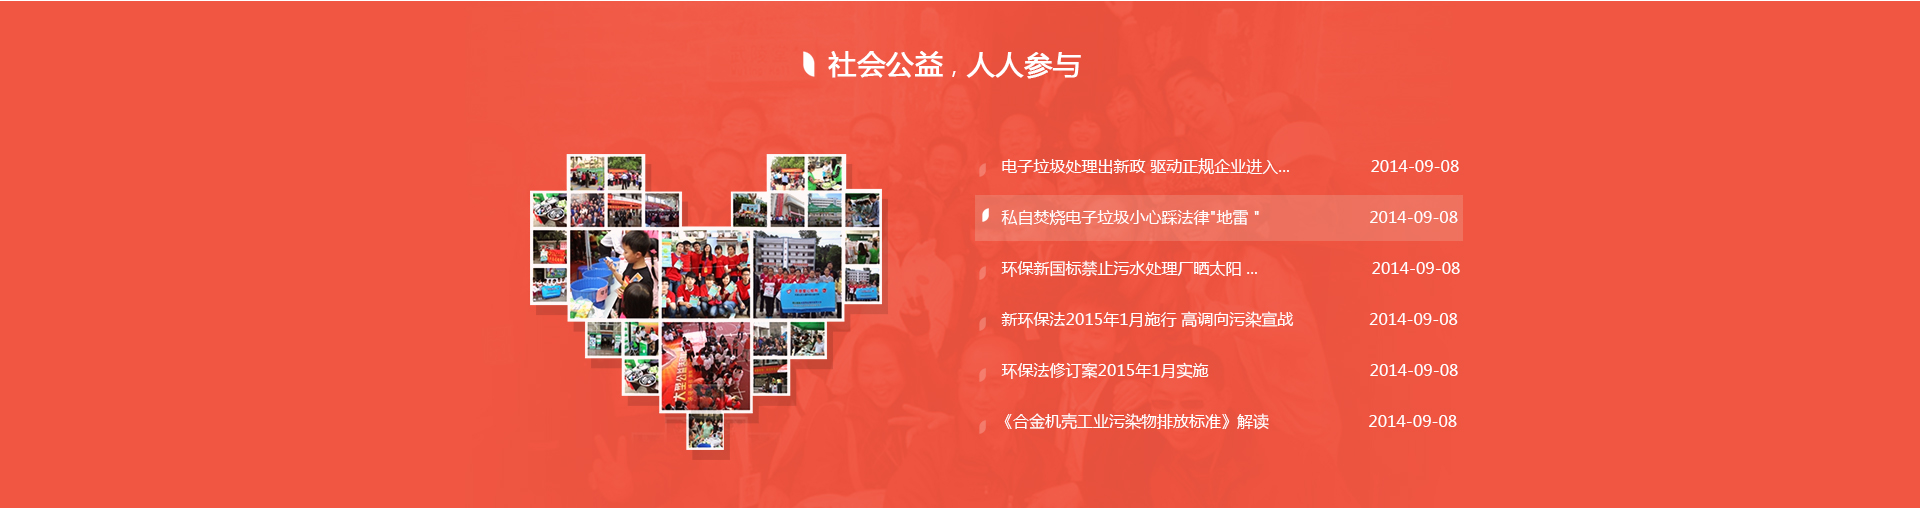 社会公益，人人参与
电子垃圾处理出新政 驱动正规企业进入... 2014-09-08
私自焚烧电子垃圾小心踩法律"地雷 " 2014-09-08
环保新国标禁止污水处理厂晒太阳 ... 2014-09-08
新环保法2015年1月施行 高调向污染宣战 2014-09-08
环保法修订案2015年1月实施 2014-09-08
《合金机壳工业污染物排放标准》解读 2014-09-08